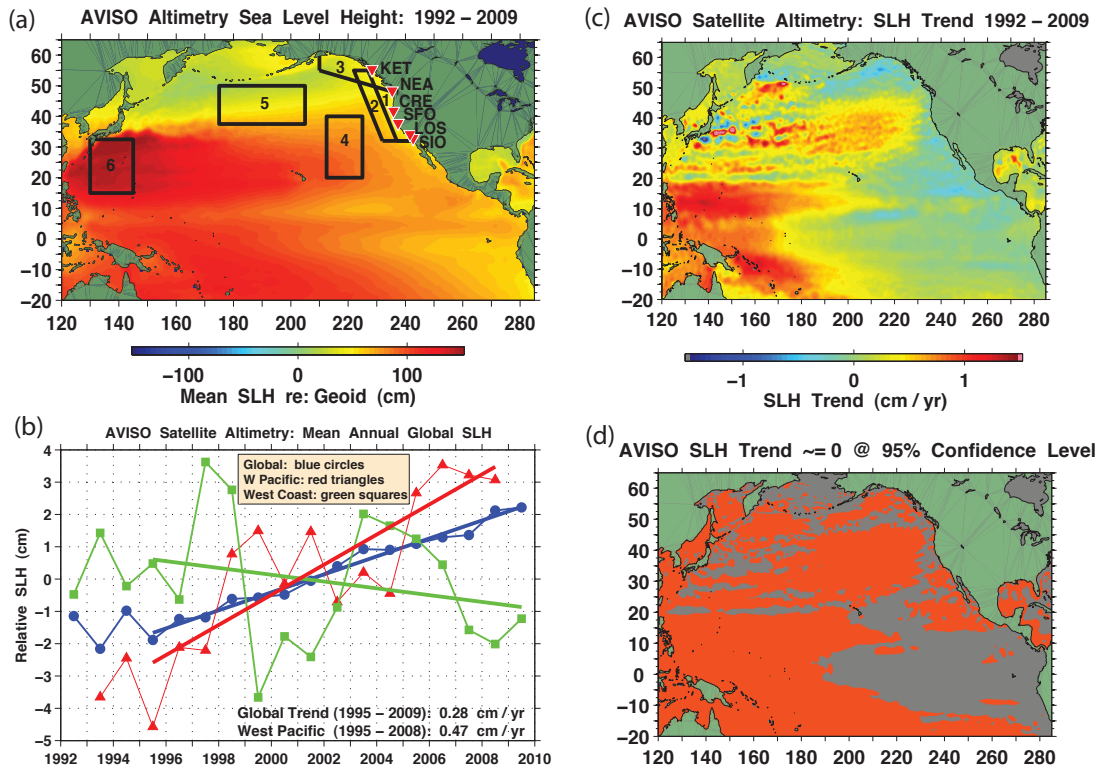 (a)
AVISO Altimetry Sea Level Height: 1992 – 2009
65
60
50
40
30
20
10
0
−10
−20
3
KET
NEA
CRE
SFO
LOS
SIO
1
2
5
4
6
120 140 160 180 200 220 240 260 280
−100 0 100
Mean SLH re: Geoid (cm)
(c)
AVISO Satellite Altimetry: SLH Trend 1992 – 2009
60
50
40
30
20
10
0
−10
−20
120 140 160 180 200 220 240 260 280
−1 0 1
SLH Trend (cm / yr)
(b)
AVISO Satellite Altimetry: Mean Annual Global SLH
Relative SLH (cm)
4
3
2
1
0
−1
−2
−3
−4
−5
Global: blue circles
W Pacific: red triangles
West Coast: green squares
Global Trend (1995 – 2009): 0.28 cm / yr
West Pacific (1995 – 2008): 0.47 cm / yr
1992 1994 1996 1998 2000 2002 2004 2006 2008 2010
(d)
AVISO SLH Trend ~= 0 @ 95% Confidence Level
60
50
40
30
20
10
0
−10
−20
120 140 160 180 200 220 240 260 280